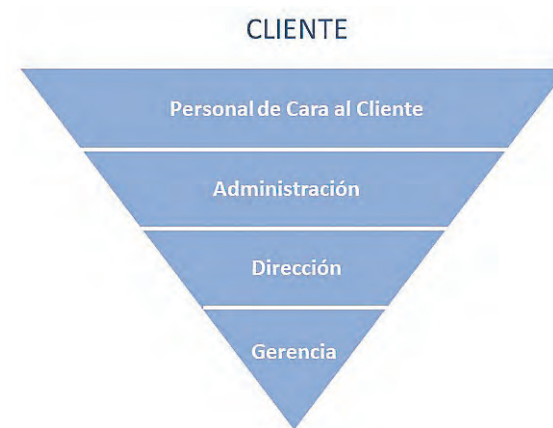 CLIENTE
Personal de Cara al Cliente
Administración
Dirección
Gerencia